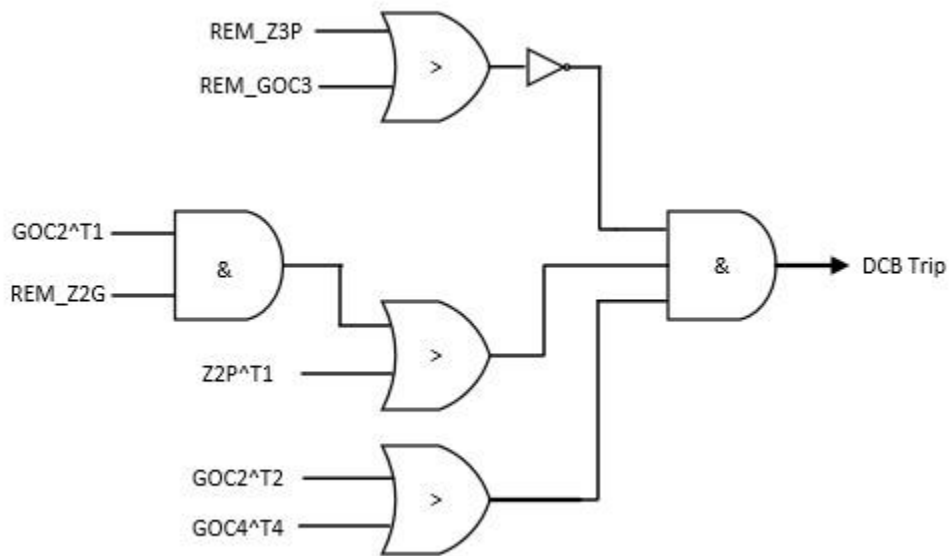 REM_Z3P
>
REM_GOC3
GOC2^T1
&
REM_Z2G
&
DCB Trip
>
Z2P^T1
GOC2^T2
>
GOC4^T4